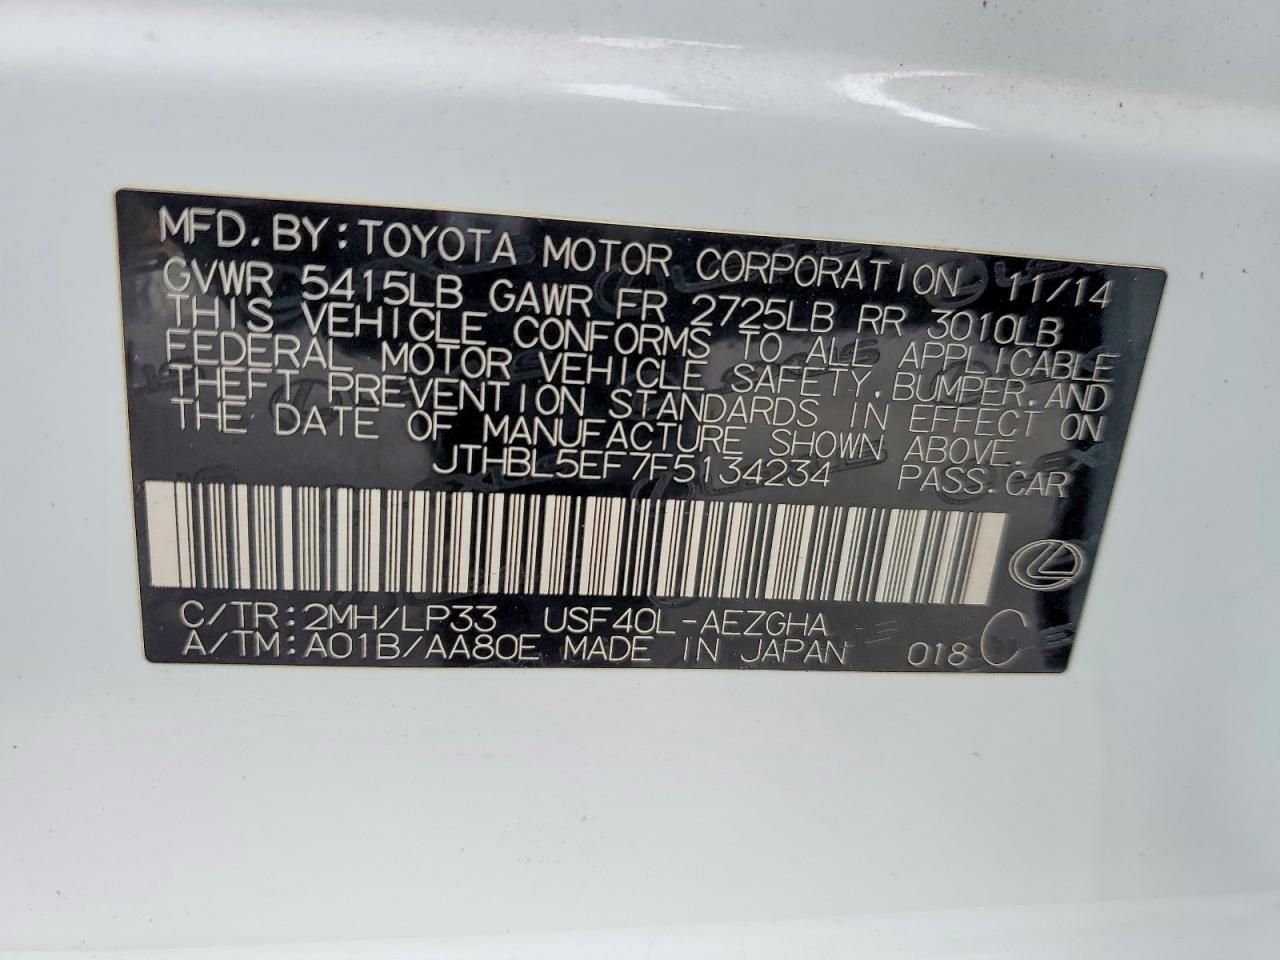 MFD. BY: TOYOTA MOTOR CORPORATION 11/14
GVWR 5415LB GAWR FR 2725LB RR 3010LB
THIS VEHICLE CONFORMS TO ALL APPLICABLE
FEDERAL MOTOR VEHICLE SAFETY, BUMPER, AND
THEFT PREVENTION STANDARDS IN EFFECT ON
THE DATE OF MANUFACTURE SHOWN ABOVE.
JTHBL5EF7F5134234 PASS. CAR
C/TR: 2MH/LP33 USF40L-AEZGHA
A/TM: A01B/AA80E MADE IN JAPAN 018 C